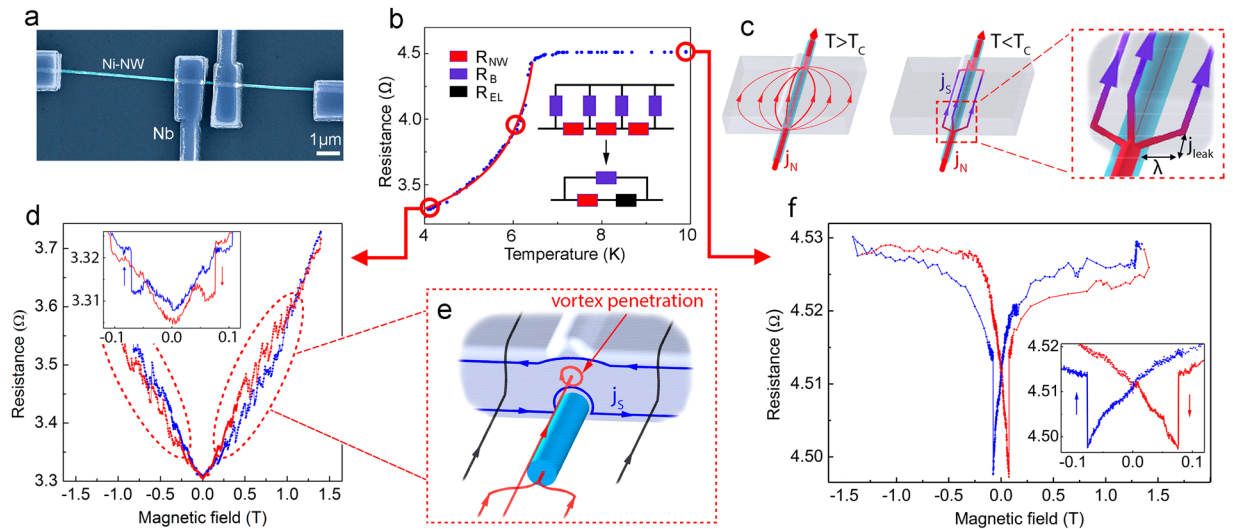 a
Ni-NW
Nb
1µm
b
Resistance (Ω)
4.5
4.0
3.5
R_NW
R_B
R_EL
4
6
8
10
Temperature (K)
c
T>T_C
T<T_C
j_N
j_S
j_N
j_leak
λ
d
Resistance (Ω)
3.7
3.6
3.5
3.4
3.3
3.32
3.31
-0.1
0.0
0.1
-1.5
-1.0
-0.5
0.0
0.5
1.0
1.5
Magnetic field (T)
e
vortex penetration
j_S
f
Resistance (Ω)
4.53
4.52
4.51
4.50
4.52
4.51
4.50
-0.1
0.0
0.1
-1.5
-1.0
-0.5
0.0
0.5
1.0
1.5
Magnetic field (T)